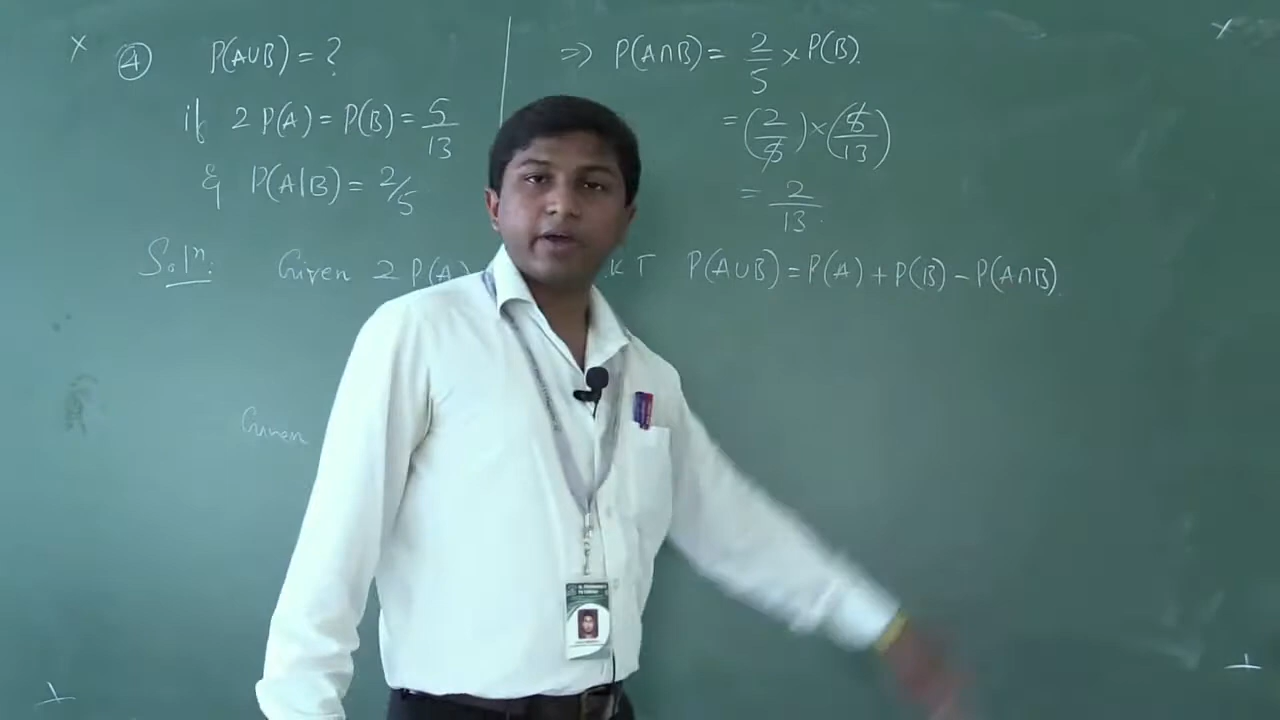 ④ P(A∪B) = ?
if 2 P(A) = P(B) = 5/13
& P(A|B) = 2/5
Solⁿ: Given 2 P(A)
Given
⇒ P(A∩B) = 2/5 × P(B).
= (2/5) × (5/13)
= 2/13.
K T P(A∪B) = P(A) + P(B) − P(A∩B).